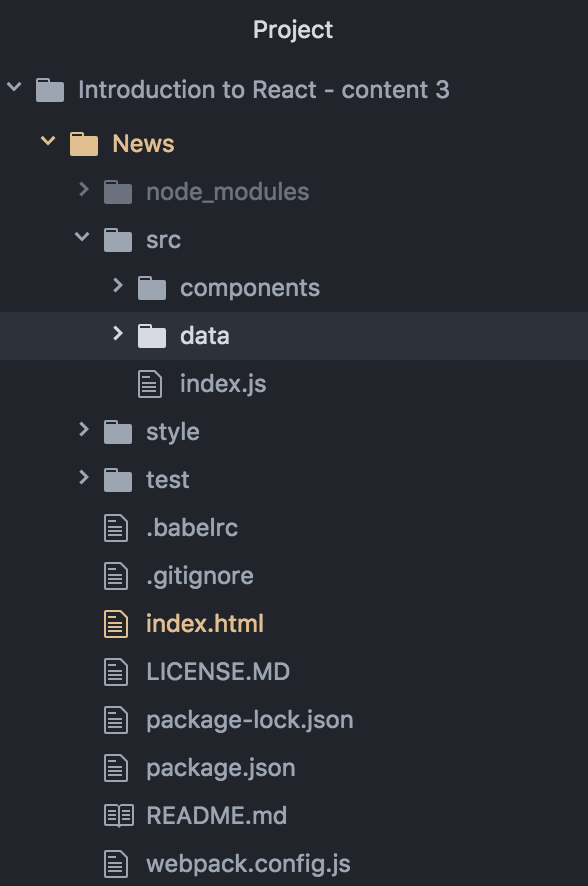 Project
Introduction to React - content 3
News
node_modules
src
components
data
index.js
style
test
.babelrc
.gitignore
index.html
LICENSE.MD
package-lock.json
package.json
README.md
webpack.config.js